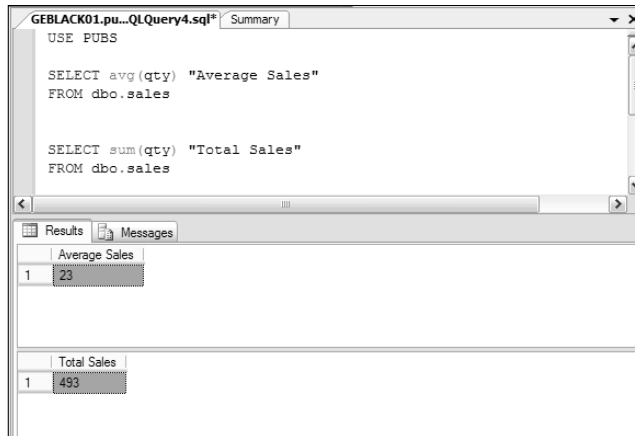 GEBLACK01.pu...QLQuery4.sql* Summary
USE PUBS
SELECT avg(qty) "Average Sales"
FROM dbo.sales
SELECT sum(qty) "Total Sales"
FROM dbo.sales
Results Messages
Average Sales
1 23
Total Sales
1 493